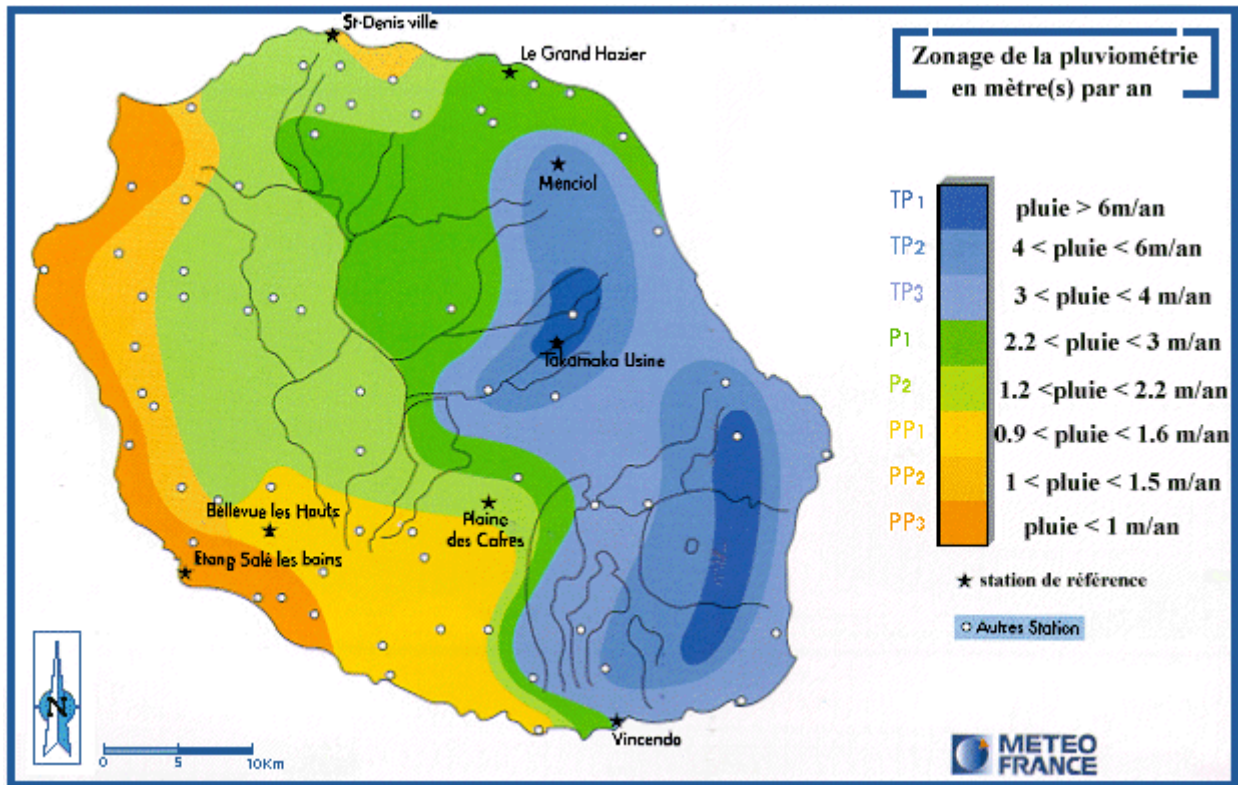 St-Denis ville
Le Grand Hazier
Menciol
Takamaka Usine
Bellevue les Hauts
Plaine
des Cafres
Etang Salé les bains
Vincendo
N
0 5 10Km
Zonage de la pluviométrie
en mètre(s) par an
TP1 pluie > 6m/an
TP2 4 < pluie < 6m/an
TP3 3 < pluie < 4 m/an
P1 2.2 < pluie < 3 m/an
P2 1.2 <pluie < 2.2 m/an
PP1 0.9 < pluie < 1.6 m/an
PP2 1 < pluie < 1.5 m/an
PP3 pluie < 1 m/an
station de référence
Autres Station
METEO
FRANCE